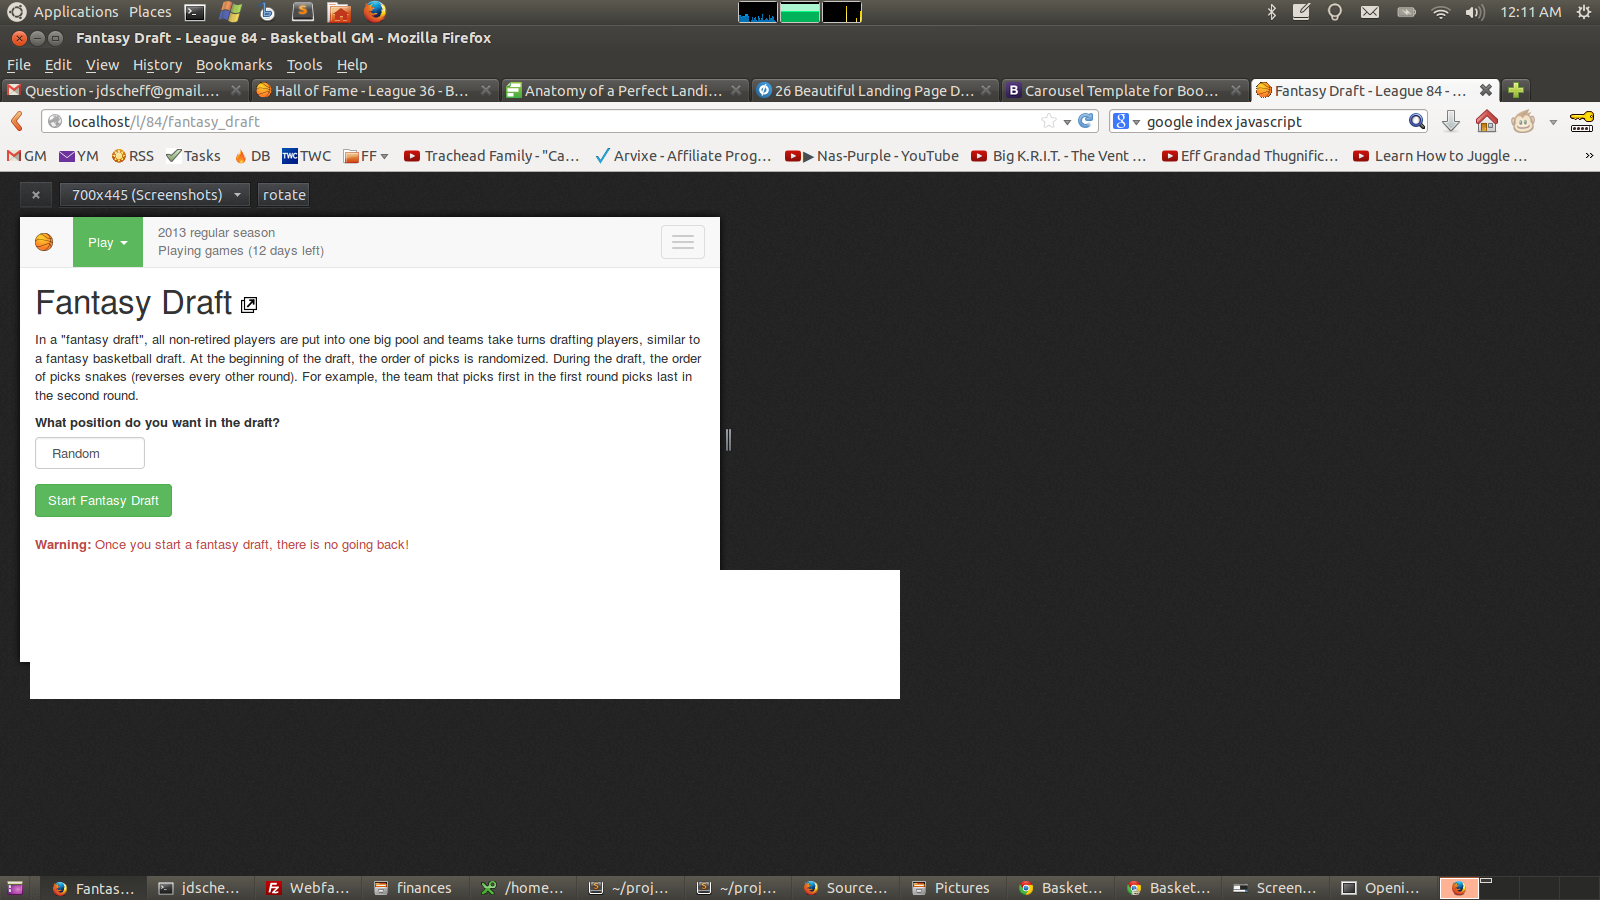 Applications Places 12:11 AM
Fantasy Draft - League 84 - Basketball GM - Mozilla Firefox
File Edit View History Bookmarks Tools Help
Question - jdscheff@gmail.... Hall of Fame - League 36 - B... Anatomy of a Perfect Landi... 26 Beautiful Landing Page D... Carousel Template for Boo... Fantasy Draft - League 84 - ...
localhost/l/84/fantasy_draft google index javascript
GM YM RSS Tasks DB TWC TWC FF Trachead Family - "Ca... Arvixe - Affiliate Prog... ▶ Nas-Purple - YouTube Big K.R.I.T. - The Vent ... Eff Grandad Thugnific... Learn How to Juggle ... »
700x445 (Screenshots) rotate
Play 2013 regular season
Playing games (12 days left)
Fantasy Draft
In a "fantasy draft", all non-retired players are put into one big pool and teams take turns drafting players, similar to
a fantasy basketball draft. At the beginning of the draft, the order of picks is randomized. During the draft, the order
of picks snakes (reverses every other round). For example, the team that picks first in the first round picks last in
the second round.
What position do you want in the draft?
Random
Start Fantasy Draft
Warning: Once you start a fantasy draft, there is no going back!
Fantas... jdsche... Webfa... finances /home... ~/proj... ~/proj... Source... Pictures Basket... Basket... Screen... Openi...